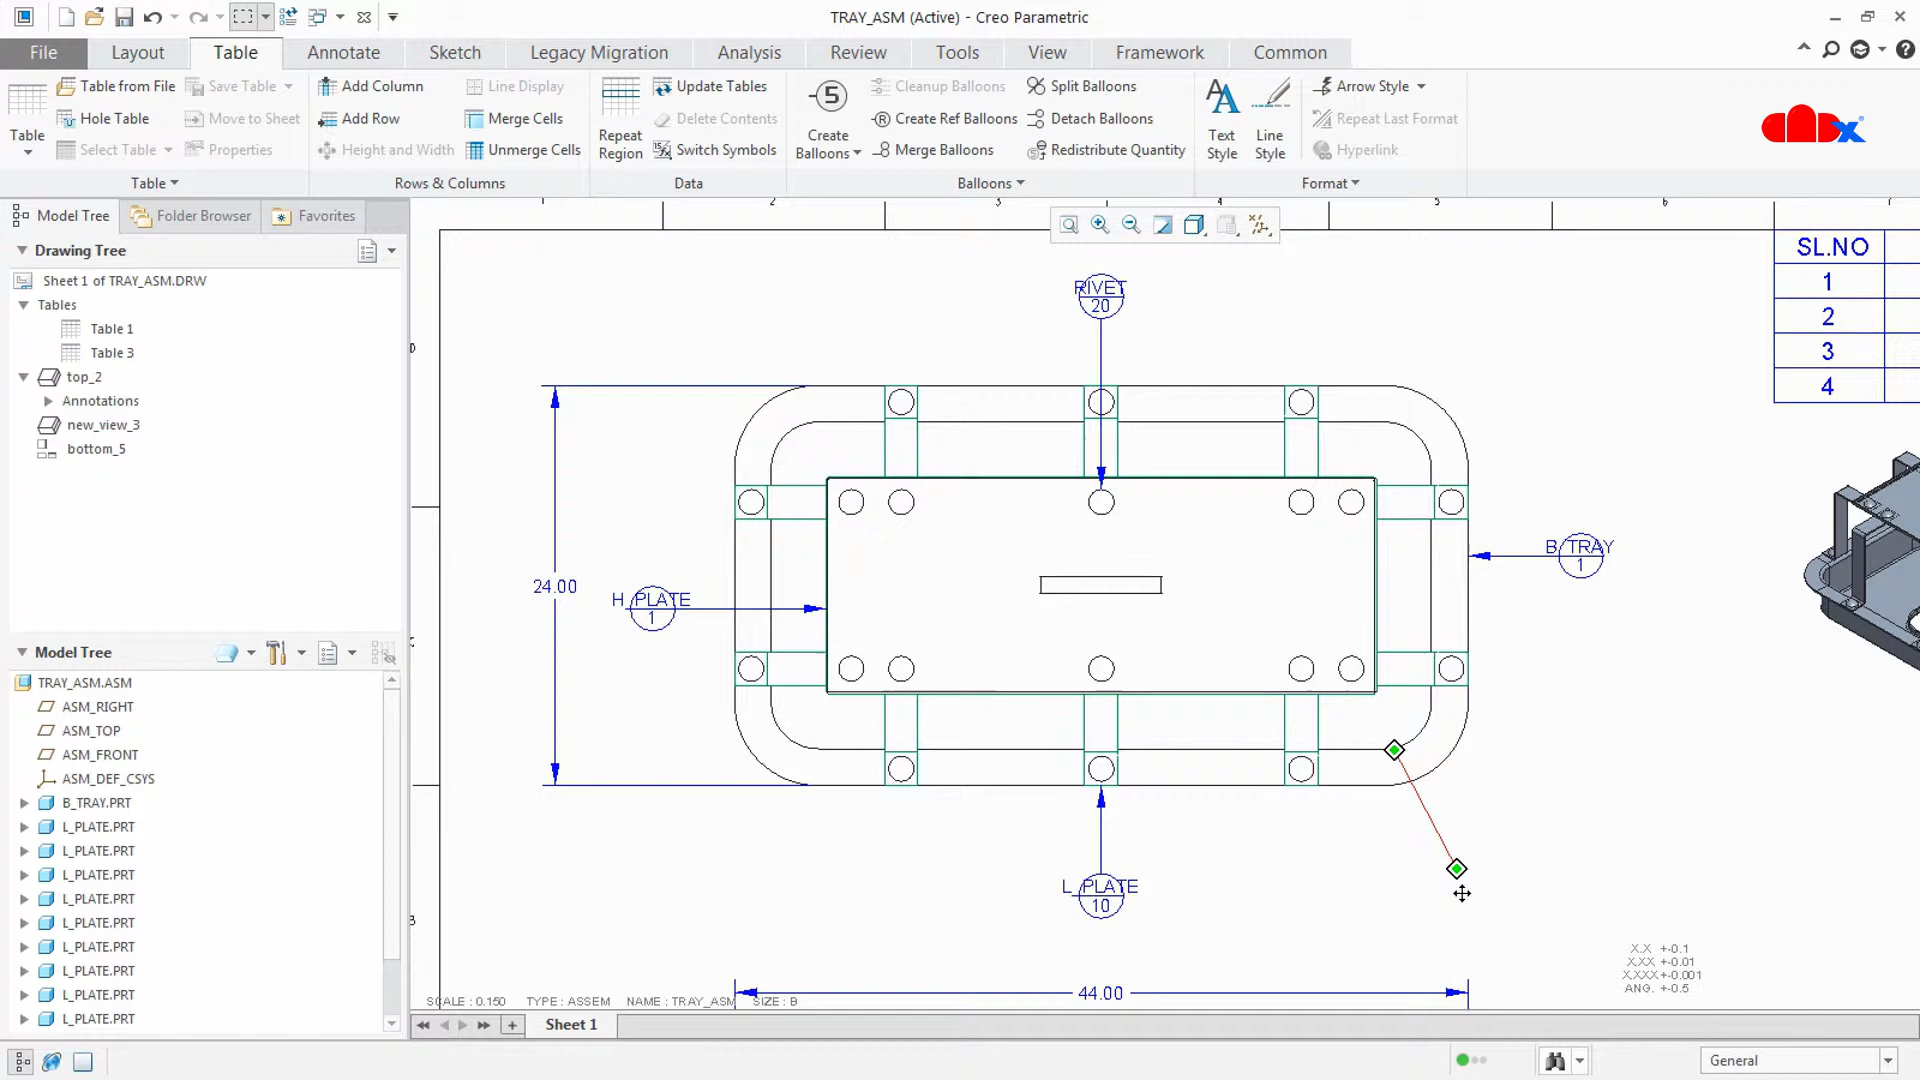 TRAY_ASM (Active) - Creo Parametric
File Layout Table Annotate Sketch Legacy Migration Analysis Review Tools View Framework Common
Table from File Save Table Add Column Line Display Update Tables Cleanup Balloons Split Balloons Arrow Style
Hole Table Move to Sheet Add Row Merge Cells Delete Contents Create Ref Balloons Detach Balloons Repeat Last Format
Table Select Table Properties Height and Width Unmerge Cells Repeat Region Switch Symbols Create Balloons Merge Balloons Redistribute Quantity Text Style Line Style Hyperlink
Table Rows & Columns Data Balloons Format
Model Tree Folder Browser Favorites
Drawing Tree
Sheet 1 of TRAY_ASM.DRW
Tables
Table 1
Table 3
top_2
Annotations
new_view_3
bottom_5
Model Tree
TRAY_ASM.ASM
ASM_RIGHT
ASM_TOP
ASM_FRONT
ASM_DEF_CSYS
B_TRAY.PRT
L_PLATE.PRT
L_PLATE.PRT
L_PLATE.PRT
L_PLATE.PRT
L_PLATE.PRT
L_PLATE.PRT
L_PLATE.PRT
L_PLATE.PRT
L_PLATE.PRT
SL.NO
1
2
3
4
RIVET
20
24.00
H_PLATE
1
B_TRAY
1
L_PLATE
10
44.00
X.X +-0.1
X.XX +-0.01
X.XXX +-0.001
ANG. +-0.5
SCALE : 0.150 TYPE : ASSEM NAME : TRAY_ASM SIZE : B
Sheet 1
General